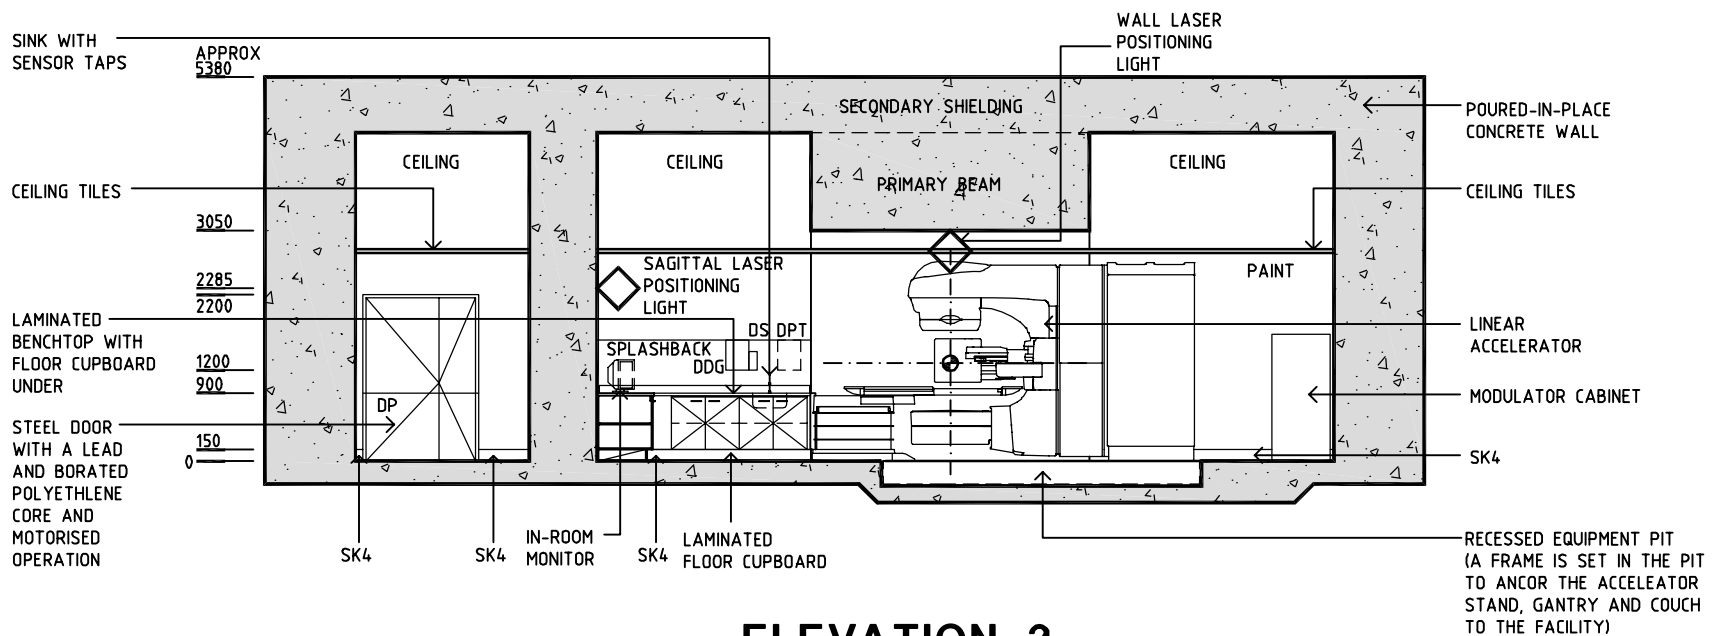 SINK WITH
SENSOR TAPS
APPROX
5380
WALL LASER
POSITIONING
LIGHT
SECONDARY SHIELDING
POURED-IN-PLACE
CONCRETE WALL
CEILING
CEILING
CEILING
CEILING TILES
PRIMARY BEAM
CEILING TILES
3050
2285
2200
SAGITTAL LASER
POSITIONING
LIGHT
PAINT
LAMINATED
BENCHTOP WITH
FLOOR CUPBOARD
UNDER
DS DPT
SPLASHBACK
DDG
LINEAR
ACCELERATOR
1200
900
MODULATOR CABINET
DP
STEEL DOOR
WITH A LEAD
AND BORATED
POLYETHLENE
CORE AND
MOTORISED
OPERATION
150
0
SK4
SK4
SK4
IN-ROOM
MONITOR
SK4
LAMINATED
FLOOR CUPBOARD
RECESSED EQUIPMENT PIT
(A FRAME IS SET IN THE PIT
TO ANCOR THE ACCELEATOR
STAND, GANTRY AND COUCH
TO THE FACILITY)
ELEVATION 2